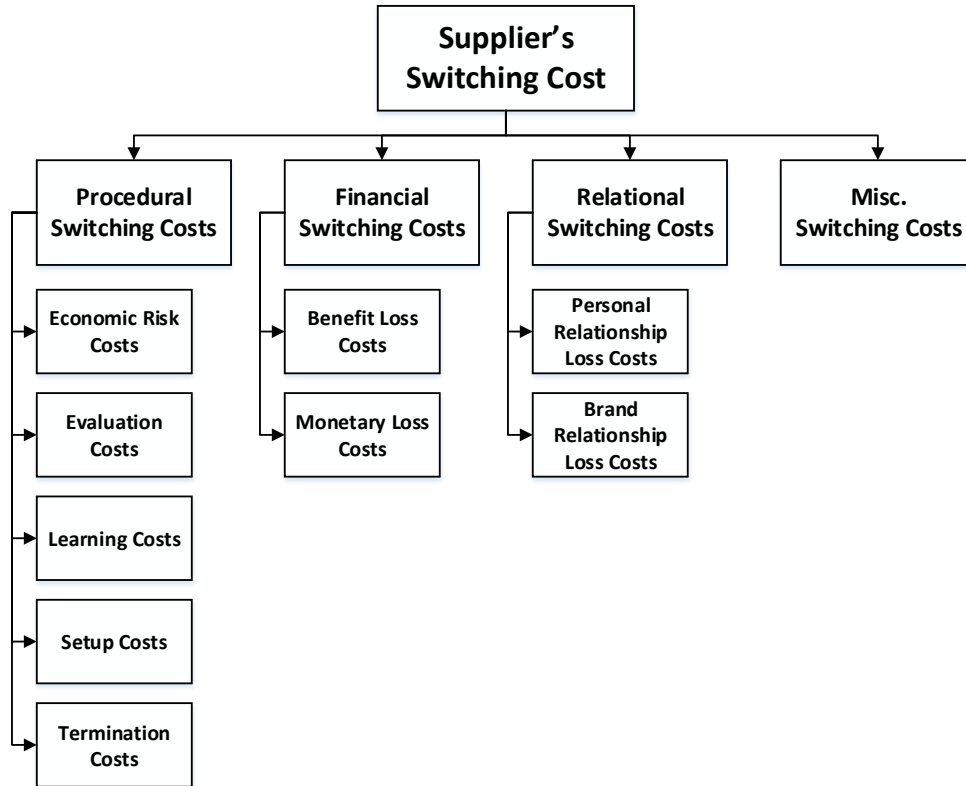 Supplier’s
Switching Cost
Procedural
Switching Costs
Financial
Switching Costs
Relational
Switching Costs
Misc.
Switching Costs
Economic Risk
Costs
Benefit Loss
Costs
Personal
Relationship
Loss Costs
Evaluation
Costs
Monetary Loss
Costs
Brand
Relationship
Loss Costs
Learning Costs
Setup Costs
Termination
Costs